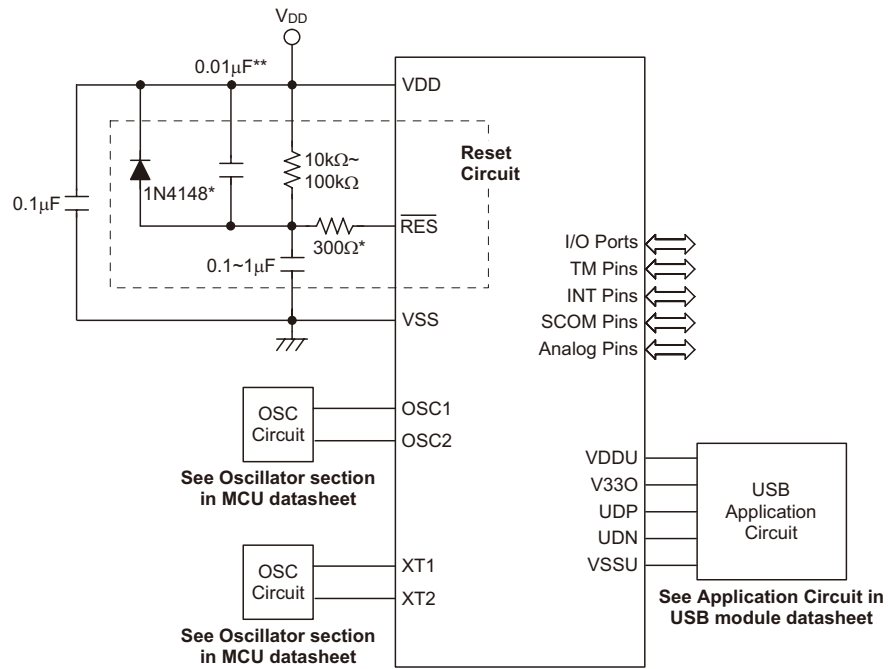 VDD
0.01μF**
VDD
Reset
Circuit
10kΩ~
100kΩ
1N4148*
0.1μF
RES
300Ω*
0.1~1μF
VSS
I/O Ports
TM Pins
INT Pins
SCOM Pins
Analog Pins
OSC
Circuit
OSC1
OSC2
See Oscillator section
in MCU datasheet
VDDU
V33O
UDP
UDN
VSSU
USB
Application
Circuit
See Application Circuit in
USB module datasheet
OSC
Circuit
XT1
XT2
See Oscillator section
in MCU datasheet